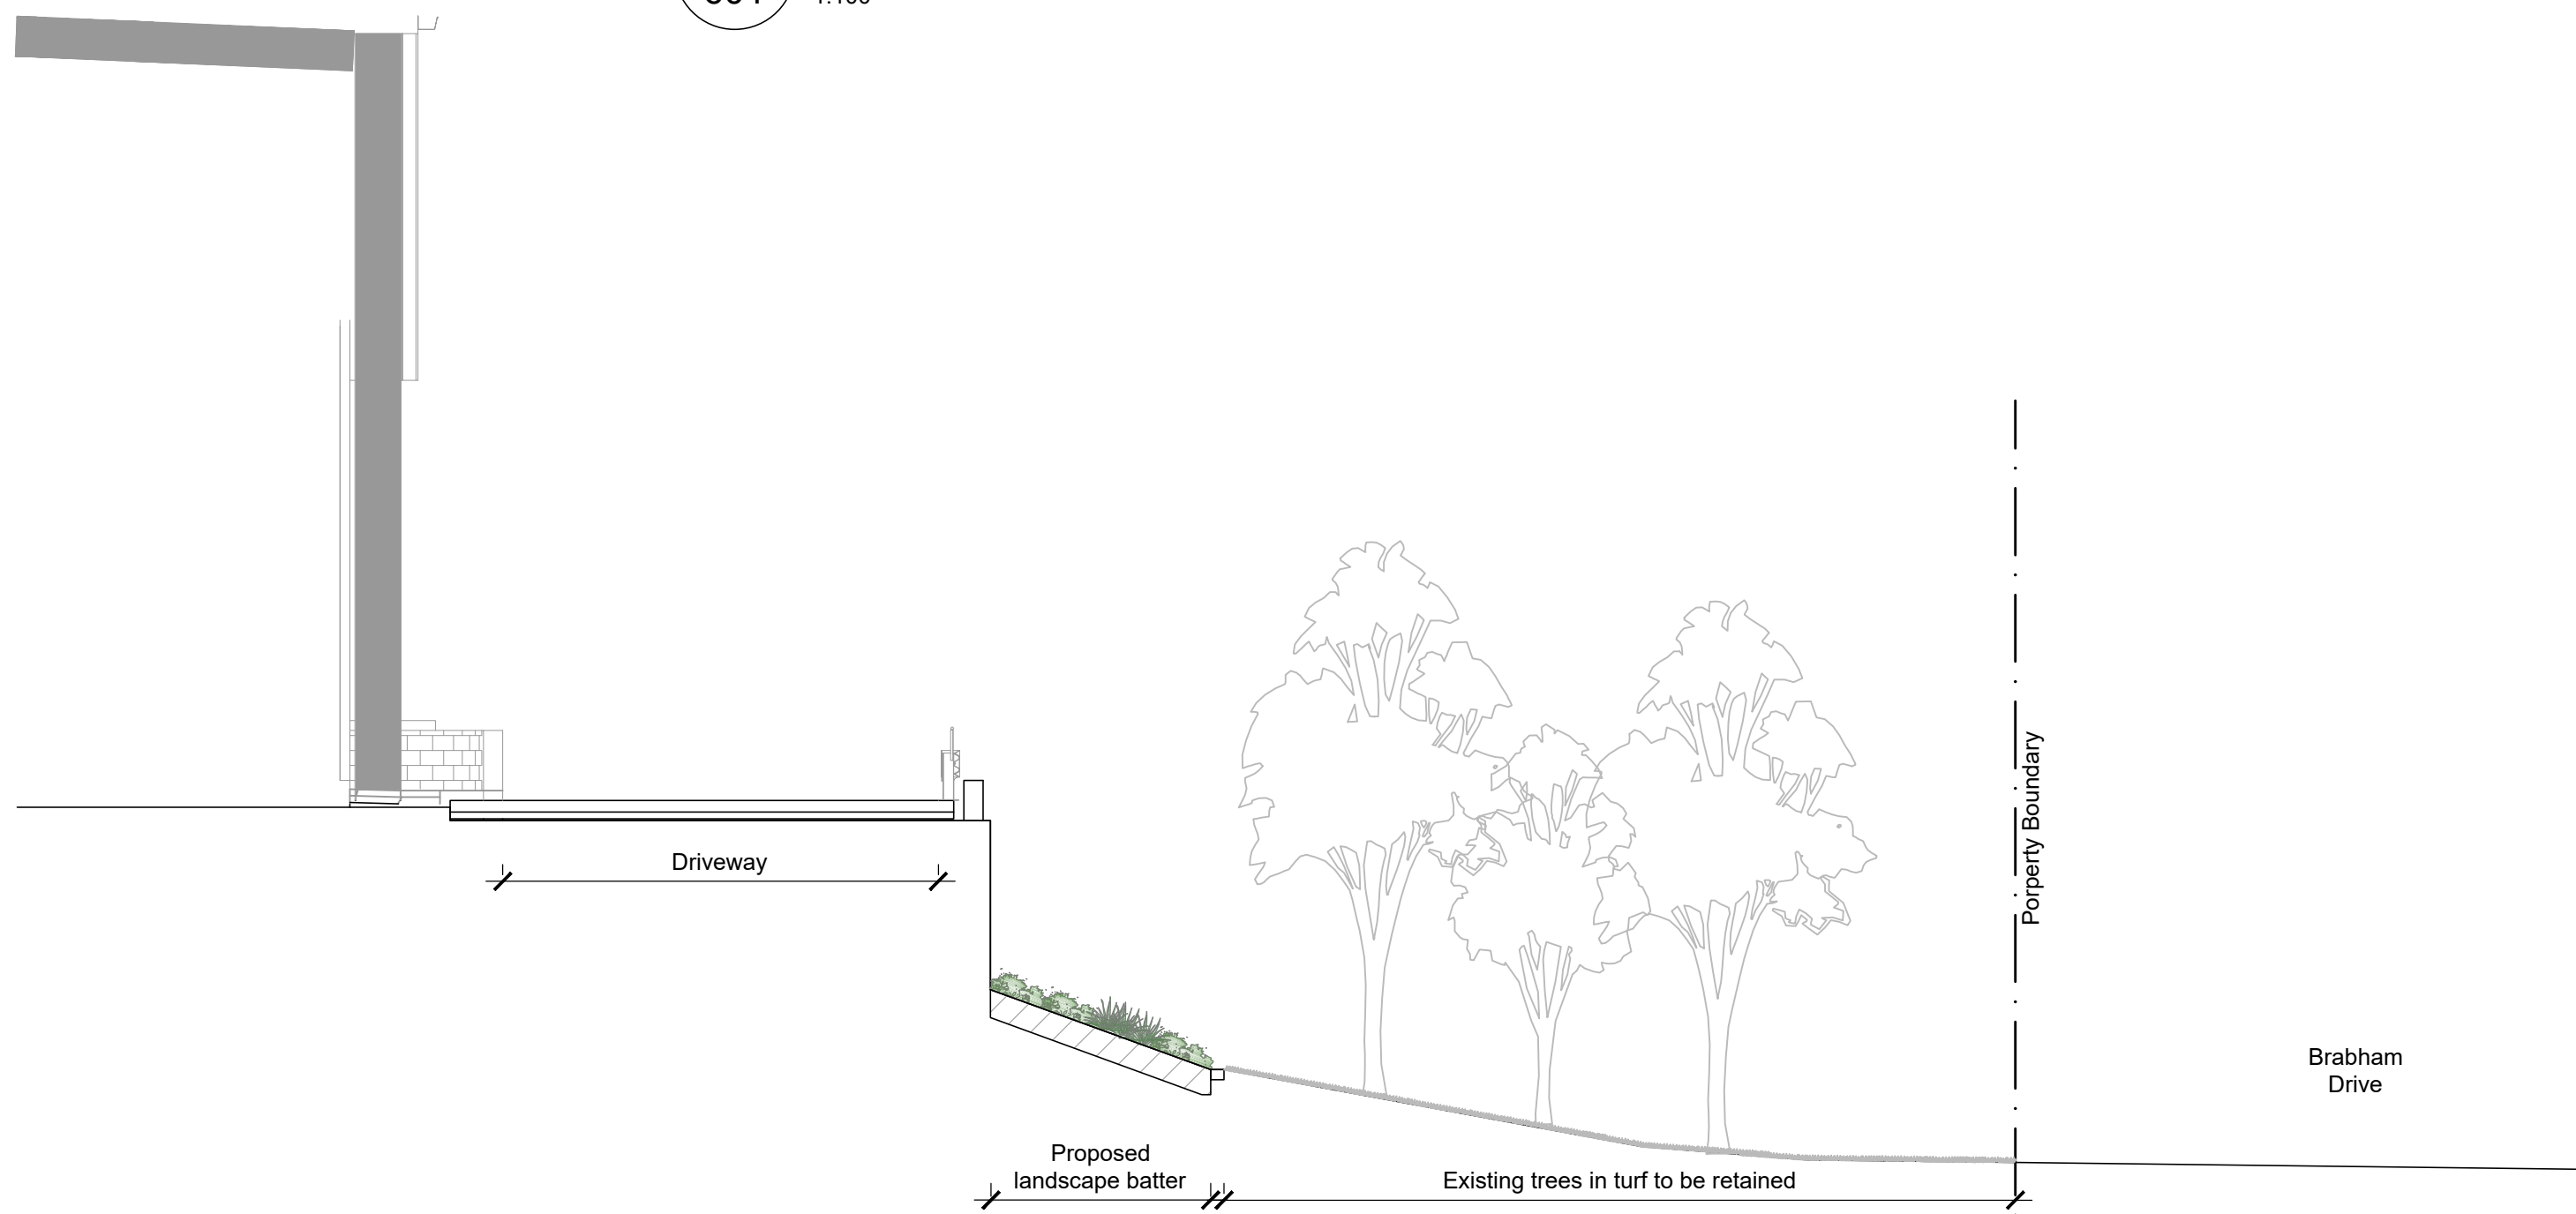 Driveway
Porperty Boundary
Brabham
Drive
Proposed
landscape batter
Existing trees in turf to be retained